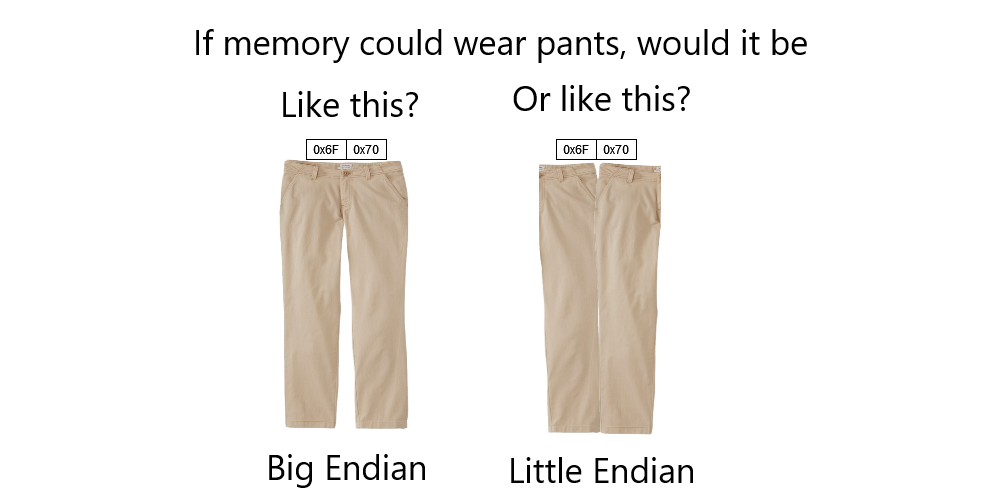 If memory could wear pants, would it be
Like this?
Or like this?
0x6F 0x70
0x6F 0x70
Big Endian
Little Endian